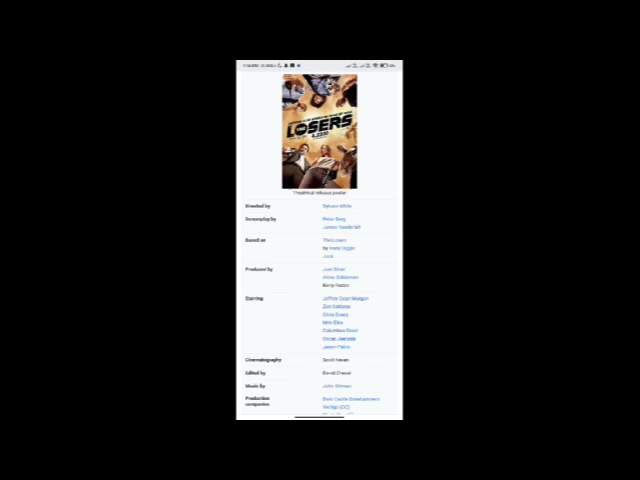 LOSERS
Theatrical release poster
Directed by
Sylvain White
Screenplay by
Peter Berg
James Vanderbilt
Based on
The Losers
by Andy Diggle
Jock
Produced by
Joel Silver
Akiva Goldsman
Kerry Foster
Starring
Jeffrey Dean Morgan
Zoe Saldana
Chris Evans
Idris Elba
Columbus Short
Óscar Jaenada
Jason Patric
Cinematography
Scott Kevan
Edited by
David Checel
Music by
John Ottman
Production
companies
Dark Castle Entertainment
Vertigo (DC)